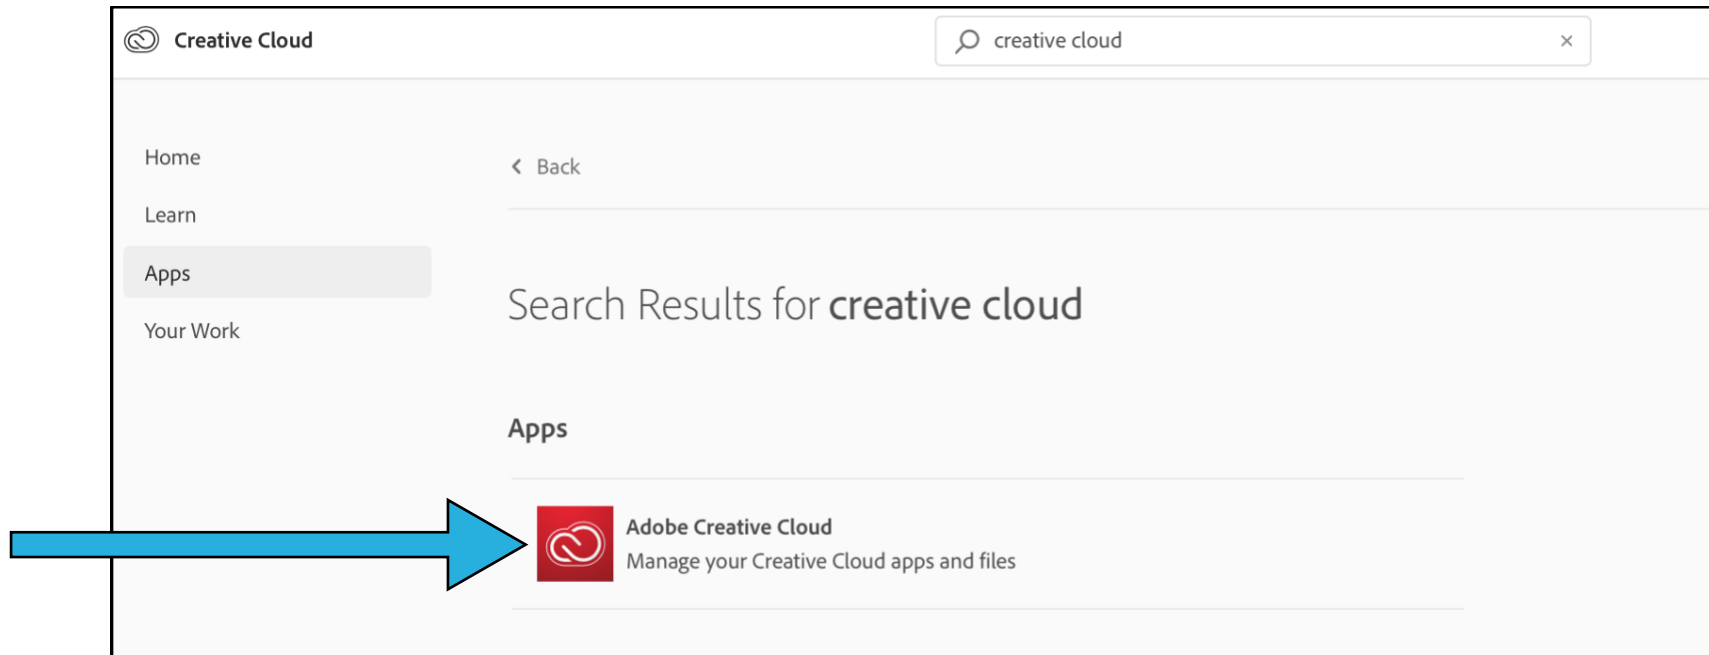 Creative Cloud
creative cloud
Home
Learn
Apps
Your Work
Back
Search Results for creative cloud
Apps
Adobe Creative Cloud
Manage your Creative Cloud apps and files